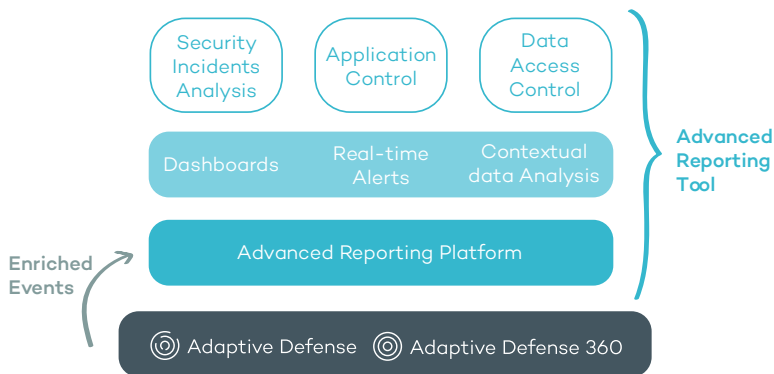 Security
Incidents
Analysis
Application
Control
Data
Access
Control
Dashboards
Real-time
Alerts
Contextual
data Analysis
Advanced
Reporting
Tool
Advanced Reporting Platform
Enriched
Events
Adaptive Defense
Adaptive Defense 360